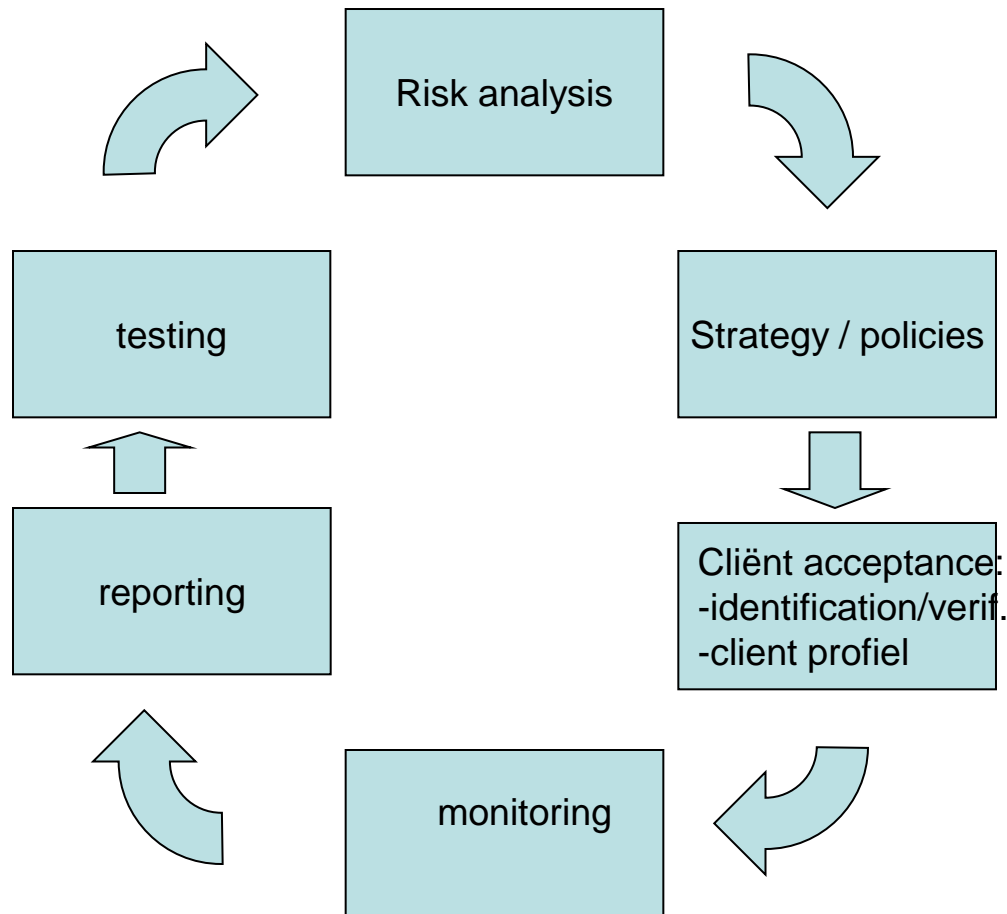 Risk analysis
testing
Strategy / policies
reporting
Cliënt acceptance:
-identification/verif.
-client profiel
monitoring